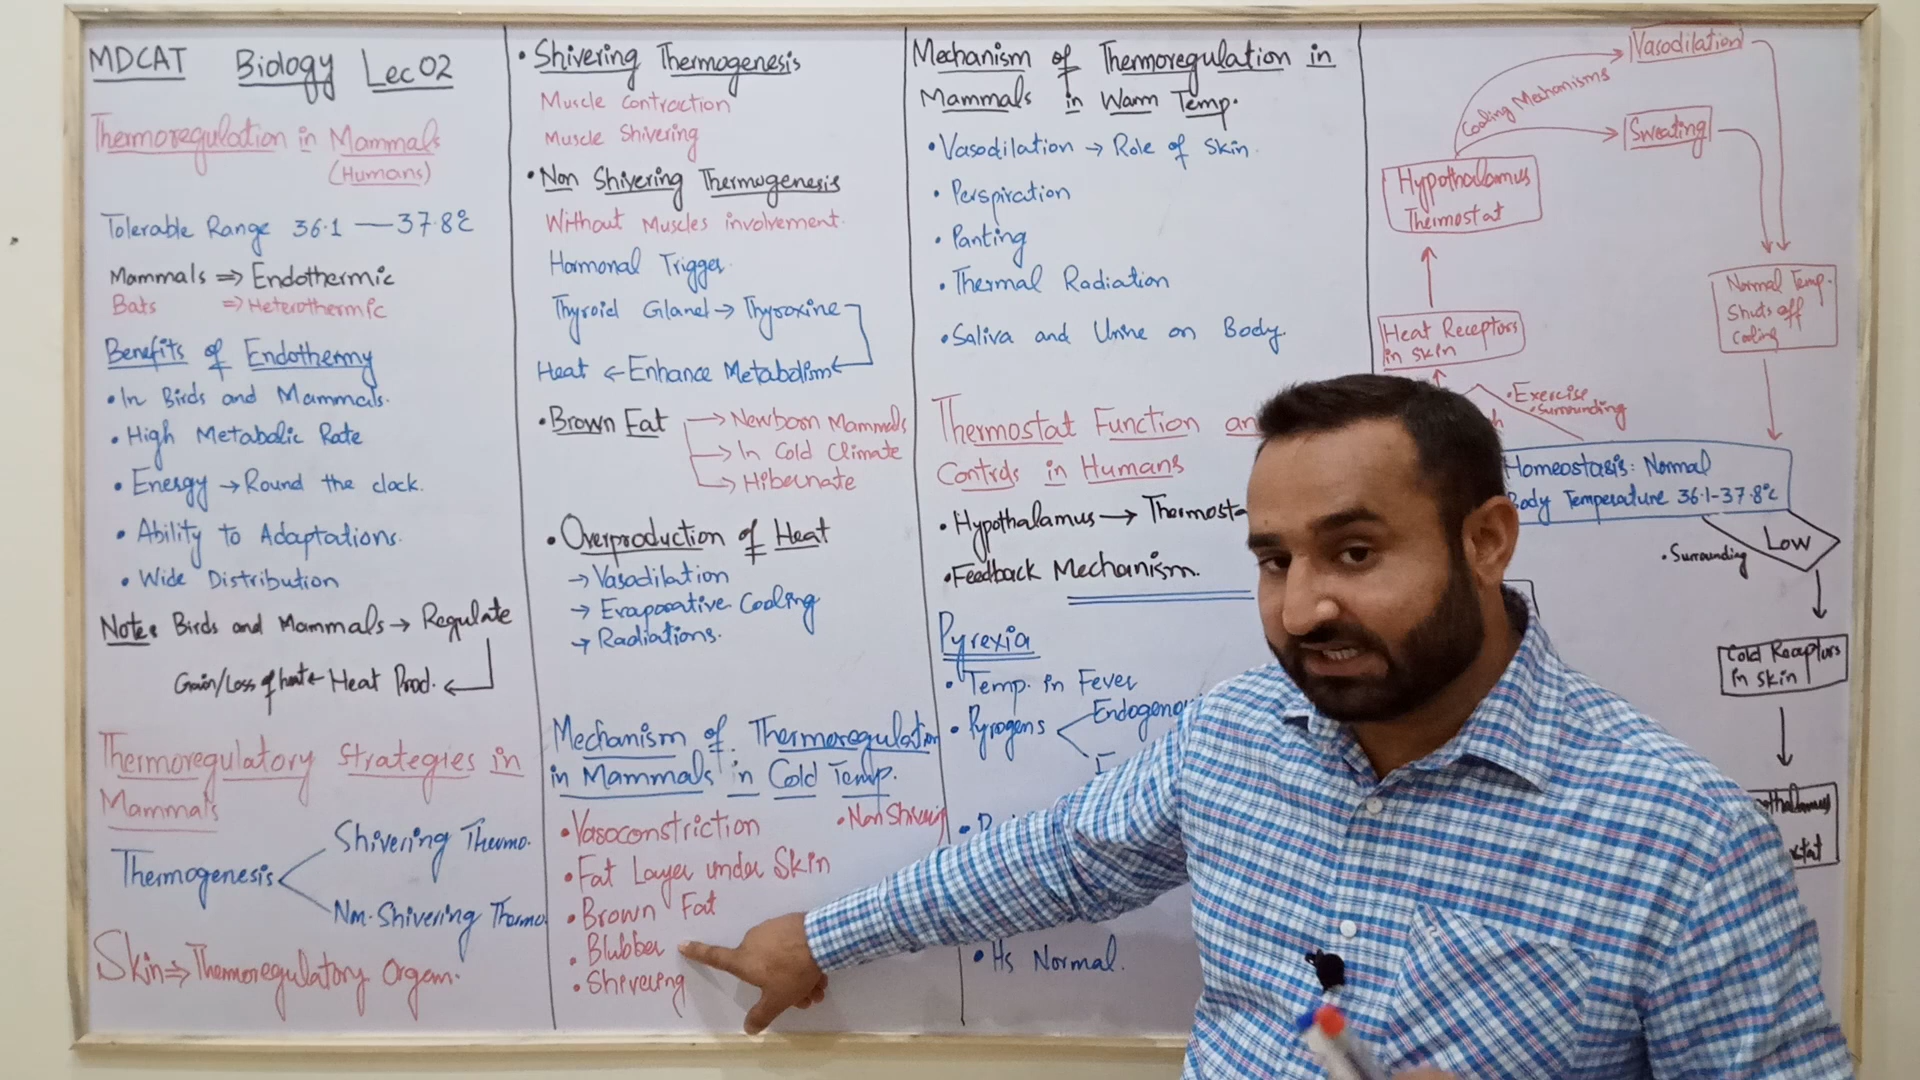 MDCAT Biology Lec 02
Thermoregulation in Mammals
(Humans)
Tolerable Range 36.1 — 37.8°C
Mammals ⇒ Endothermic
Bats ⇒ Heterothermic
Benefits of Endothermy
• In Birds and Mammals.
• High Metabolic Rate
• Energy → Round the clock.
• Ability to Adaptations.
• Wide Distribution
Note: Birds and Mammals → Regulate
Gain/Loss of heat ← Heat Prod. ←
Thermoregulatory Strategies in
Mammals
Thermogenesis
Shivering Thermo.
Non-Shivering Thermo
Skin ⇒ Thermoregulatory Organ.
• Shivering Thermogenesis
Muscle Contraction
Muscle Shivering
• Non Shivering Thermogenesis
Without Muscles involvement.
Hormonal Trigger
Thyroid Gland → Thyroxine
Heat ← Enhance Metabolism ←
• Brown Fat → Newborn Mammals
→ In Cold Climate
→ Hibernate
• Overproduction of Heat
→ Vasodilation
→ Evaporative Cooling
→ Radiations.
Mechanism of Thermoregulation
in Mammals in Cold Temp.
• Vasoconstriction • Non Shivering
• Fat Layer under Skin
• Brown Fat
• Blubber
• Shivering
Mechanism of Thermoregulation in
Mammals in Warm Temp.
• Vasodilation → Role of Skin.
• Perspiration
• Panting
• Thermal Radiation
• Saliva and Urine on Body.
Thermostat Function an
Controls in Humans
• Hypothalamus → Thermosta
• Feedback Mechanism.
Pyrexia
• Temp. in Fever
• Pyrogens
Endogenou
• Hs Normal.
Vasodilation
Cooling Mechanisms
Sweating
Hypothalamus
Thermostat
Normal Temp.
Shuts off
Cooling
Heat Receptors
in skin
• Exercise
• Surrounding
Homeostasis: Normal
Body Temperature 36.1-37.8°C
• Surrounding
Low
Cold Receptors
in skin
othalamus
stat